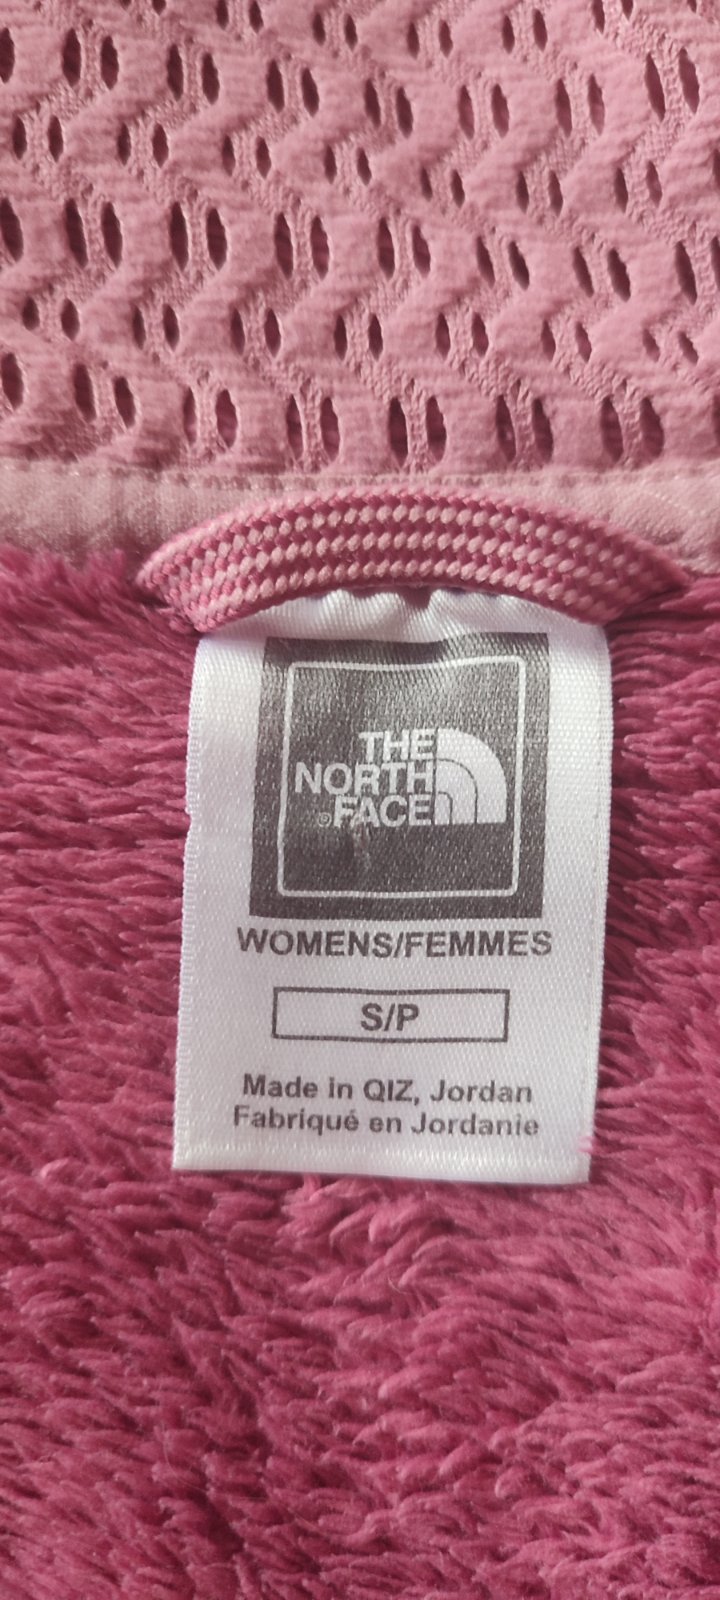 THE
NORTH
FACE
WOMENS/FEMMES
S/P
Made in QIZ, Jordan
Fabriqué en Jordanie